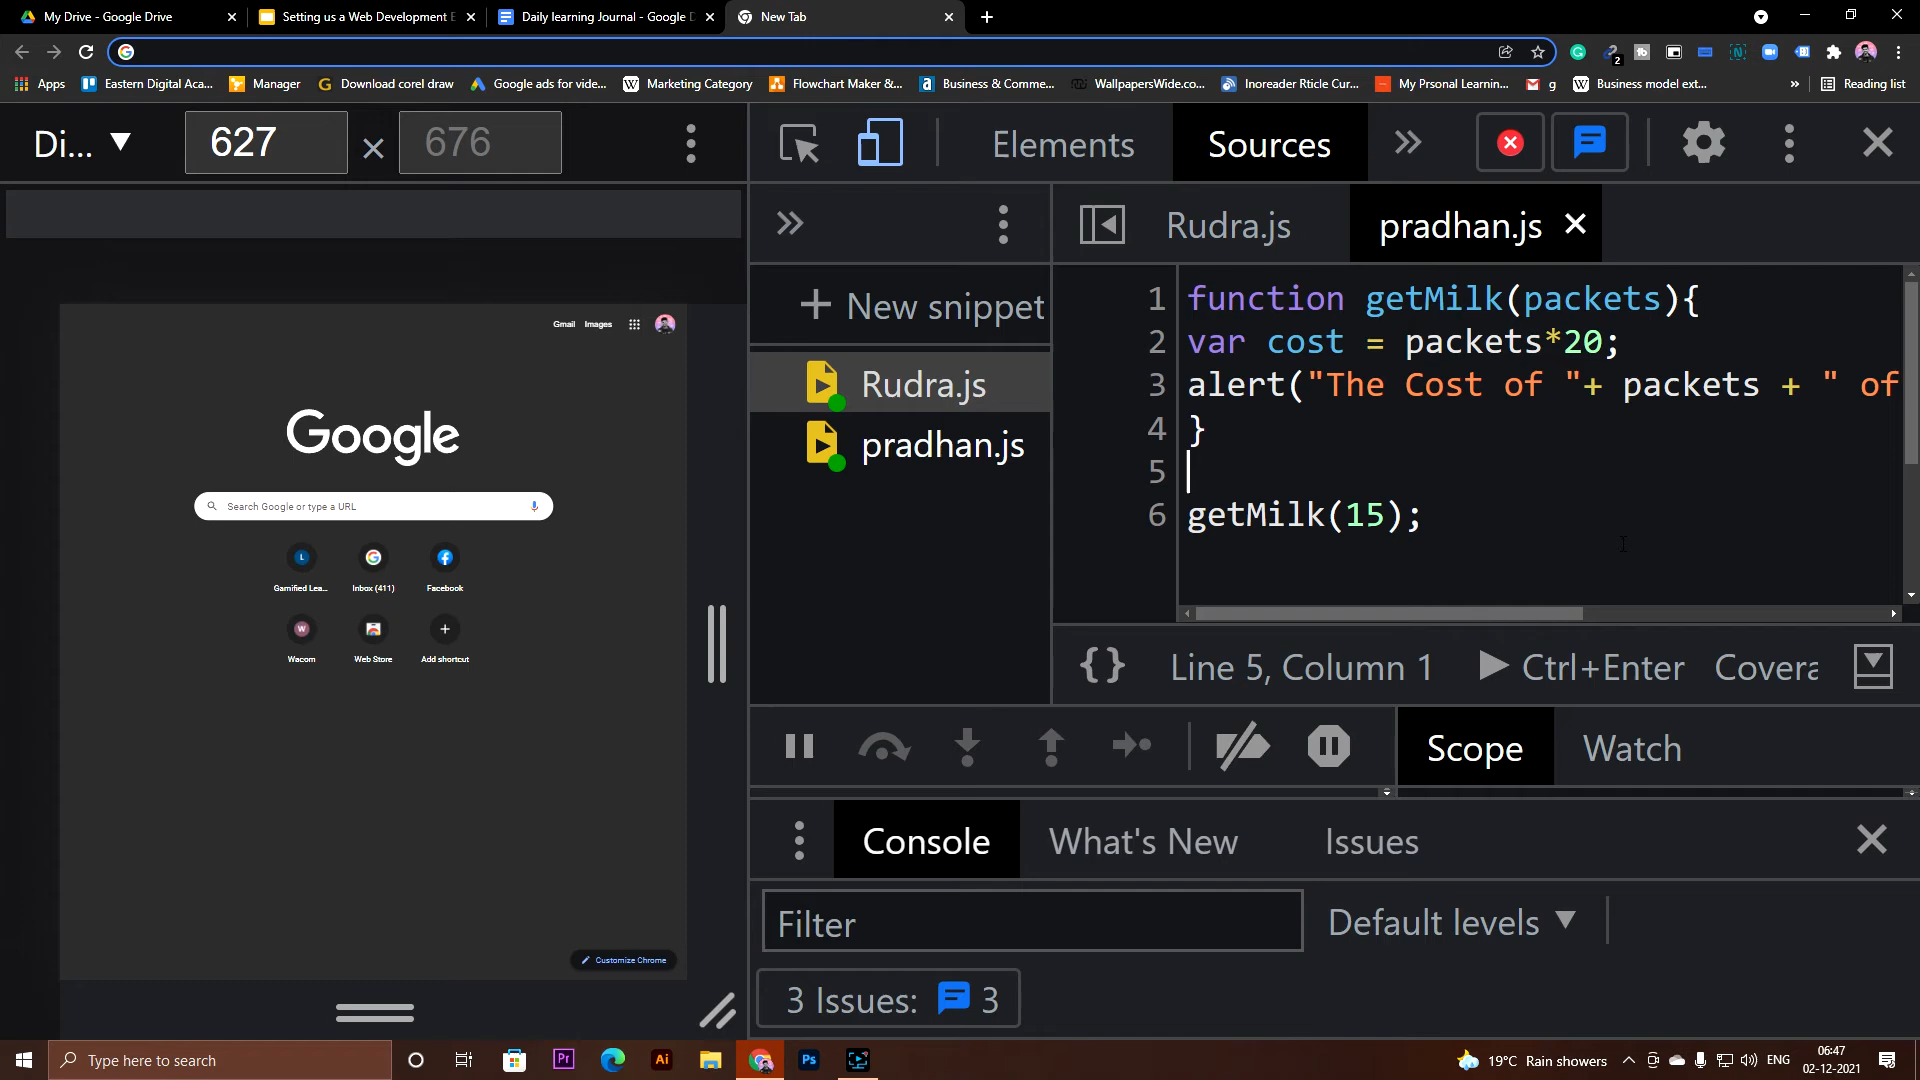 My Drive - Google Drive
Setting us a Web Development E
Daily learning Journal - Google D
New Tab
Apps
Eastern Digital Aca...
Manager
Download corel draw
Google ads for vide...
Marketing Category
Flowchart Maker &...
Business & Comme...
WallpapersWide.co...
Inoreader Rticle Cur...
My Prsonal Learnin...
g
Business model ext...
Reading list
Di...
627
676
Elements
Sources
New snippet
Rudra.js
pradhan.js
Rudra.js
pradhan.js
1 function getMilk(packets){
2 var cost = packets*20;
3 alert("The Cost of "+ packets + " of
4 }
5
6 getMilk(15);
{} Line 5, Column 1
Ctrl+Enter
Covera
Scope
Watch
Console
What's New
Issues
Filter
Default levels
3 Issues: 3
Gmail
Images
Google
Search Google or type a URL
L
Gamified Lea...
Inbox (411)
Facebook
W
Wacom
Web Store
Add shortcut
Customize Chrome
Type here to search
Pr
Ai
Ps
19°C Rain showers
ENG
06:47
02-12-2021